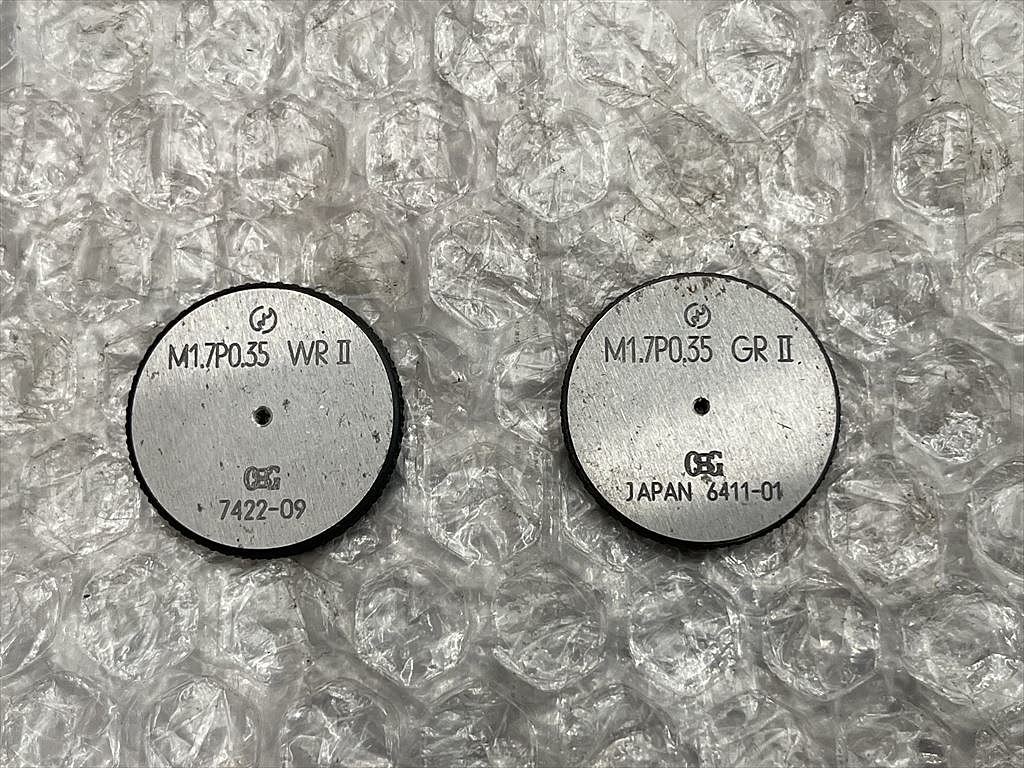 M1.7P0.35 WR II
OSG
7422-09
M1.7P0.35 GR II
OSG
JAPAN 6411-01